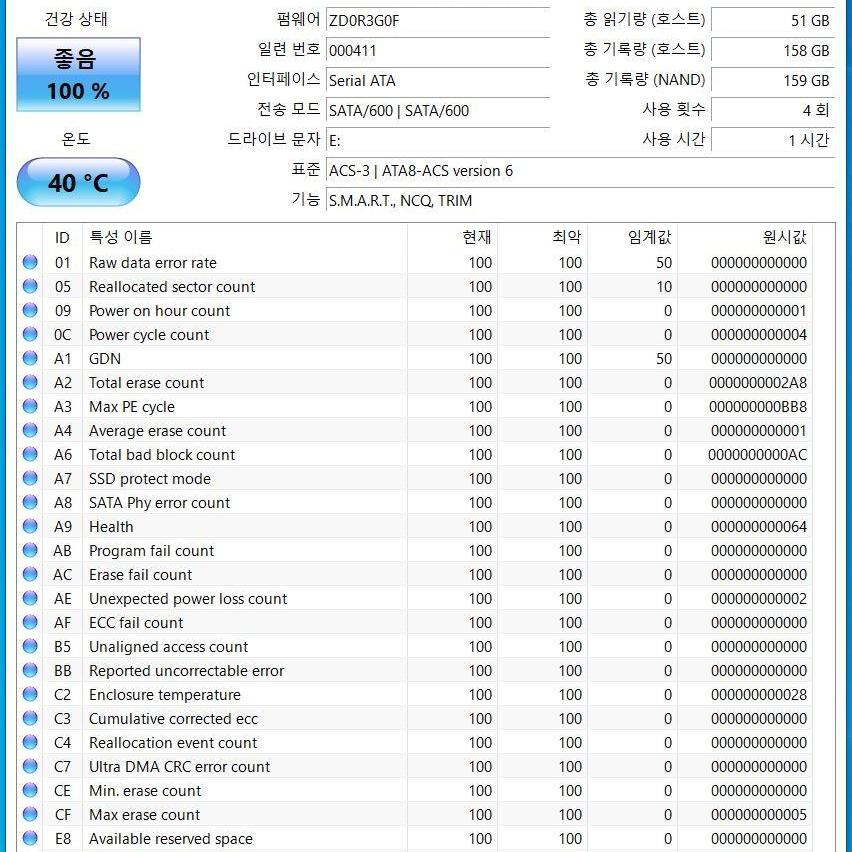 건강 상태
좋음
100 %
온도
40 °C
펌웨어 ZD0R3G0F
일련 번호 000411
인터페이스 Serial ATA
전송 모드 SATA/600 | SATA/600
드라이브 문자 E:
표준 ACS-3 | ATA8-ACS version 6
기능 S.M.A.R.T., NCQ, TRIM
총 읽기량 (호스트) 51 GB
총 기록량 (호스트) 158 GB
총 기록량 (NAND) 159 GB
사용 횟수 4 회
사용 시간 1 시간
ID 특성 이름 현재 최악 임계값 원시값
01 Raw data error rate 100 100 50 000000000000
05 Reallocated sector count 100 100 10 000000000000
09 Power on hour count 100 100 0 000000000001
0C Power cycle count 100 100 0 000000000004
A1 GDN 100 100 50 000000000000
A2 Total erase count 100 100 0 0000000002A8
A3 Max PE cycle 100 100 0 000000000BB8
A4 Average erase count 100 100 0 000000000001
A6 Total bad block count 100 100 0 0000000000AC
A7 SSD protect mode 100 100 0 000000000000
A8 SATA Phy error count 100 100 0 000000000000
A9 Health 100 100 0 000000000064
AB Program fail count 100 100 0 000000000000
AC Erase fail count 100 100 0 000000000000
AE Unexpected power loss count 100 100 0 000000000002
AF ECC fail count 100 100 0 000000000000
B5 Unaligned access count 100 100 0 000000000000
BB Reported uncorrectable error 100 100 0 000000000000
C2 Enclosure temperature 100 100 0 000000000028
C3 Cumulative corrected ecc 100 100 0 000000000000
C4 Reallocation event count 100 100 0 000000000000
C7 Ultra DMA CRC error count 100 100 0 000000000000
CE Min. erase count 100 100 0 000000000000
CF Max erase count 100 100 0 000000000005
E8 Available reserved space 100 100 0 000000000000